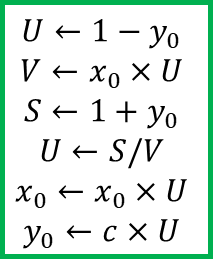 U ← 1 − y₀
V ← x₀ × U
S ← 1 + y₀
U ← S/V
x₀ ← x₀ × U
y₀ ← c × U